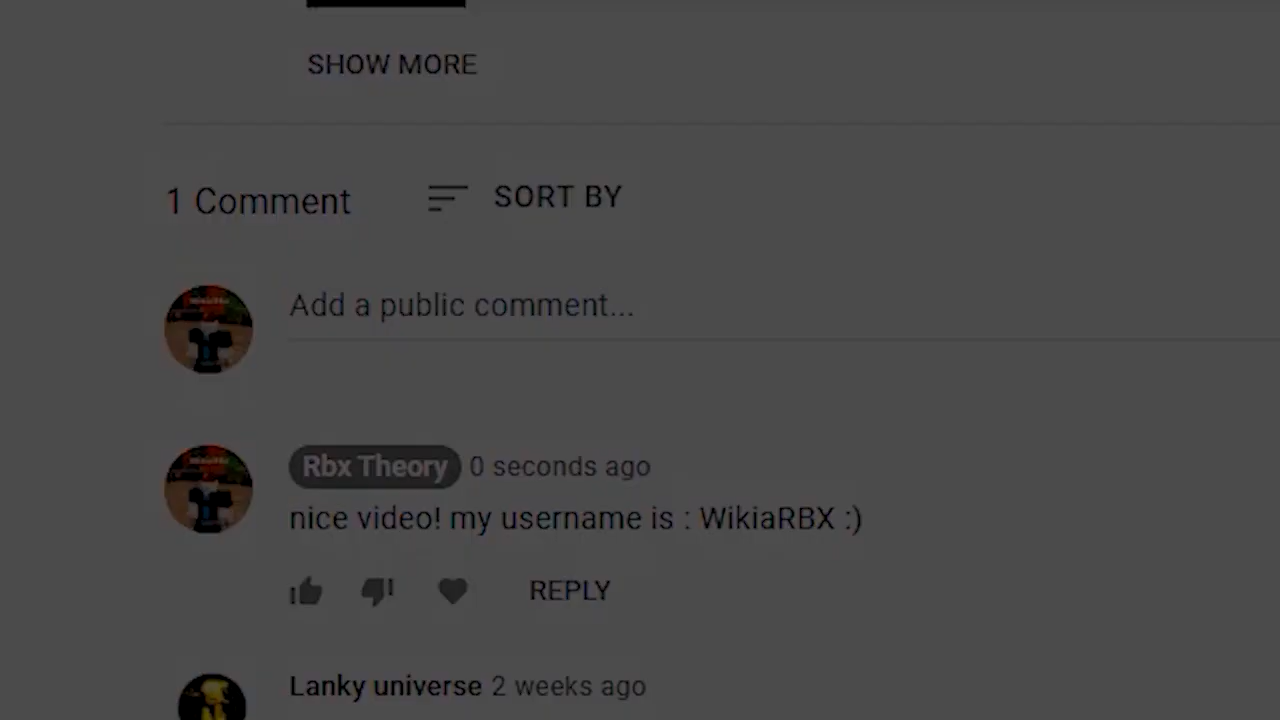 SHOW MORE
1 Comment
SORT BY
Add a public comment...
Rbx Theory 0 seconds ago
nice video! my username is : WikiaRBX :)
REPLY
Lanky universe 2 weeks ago